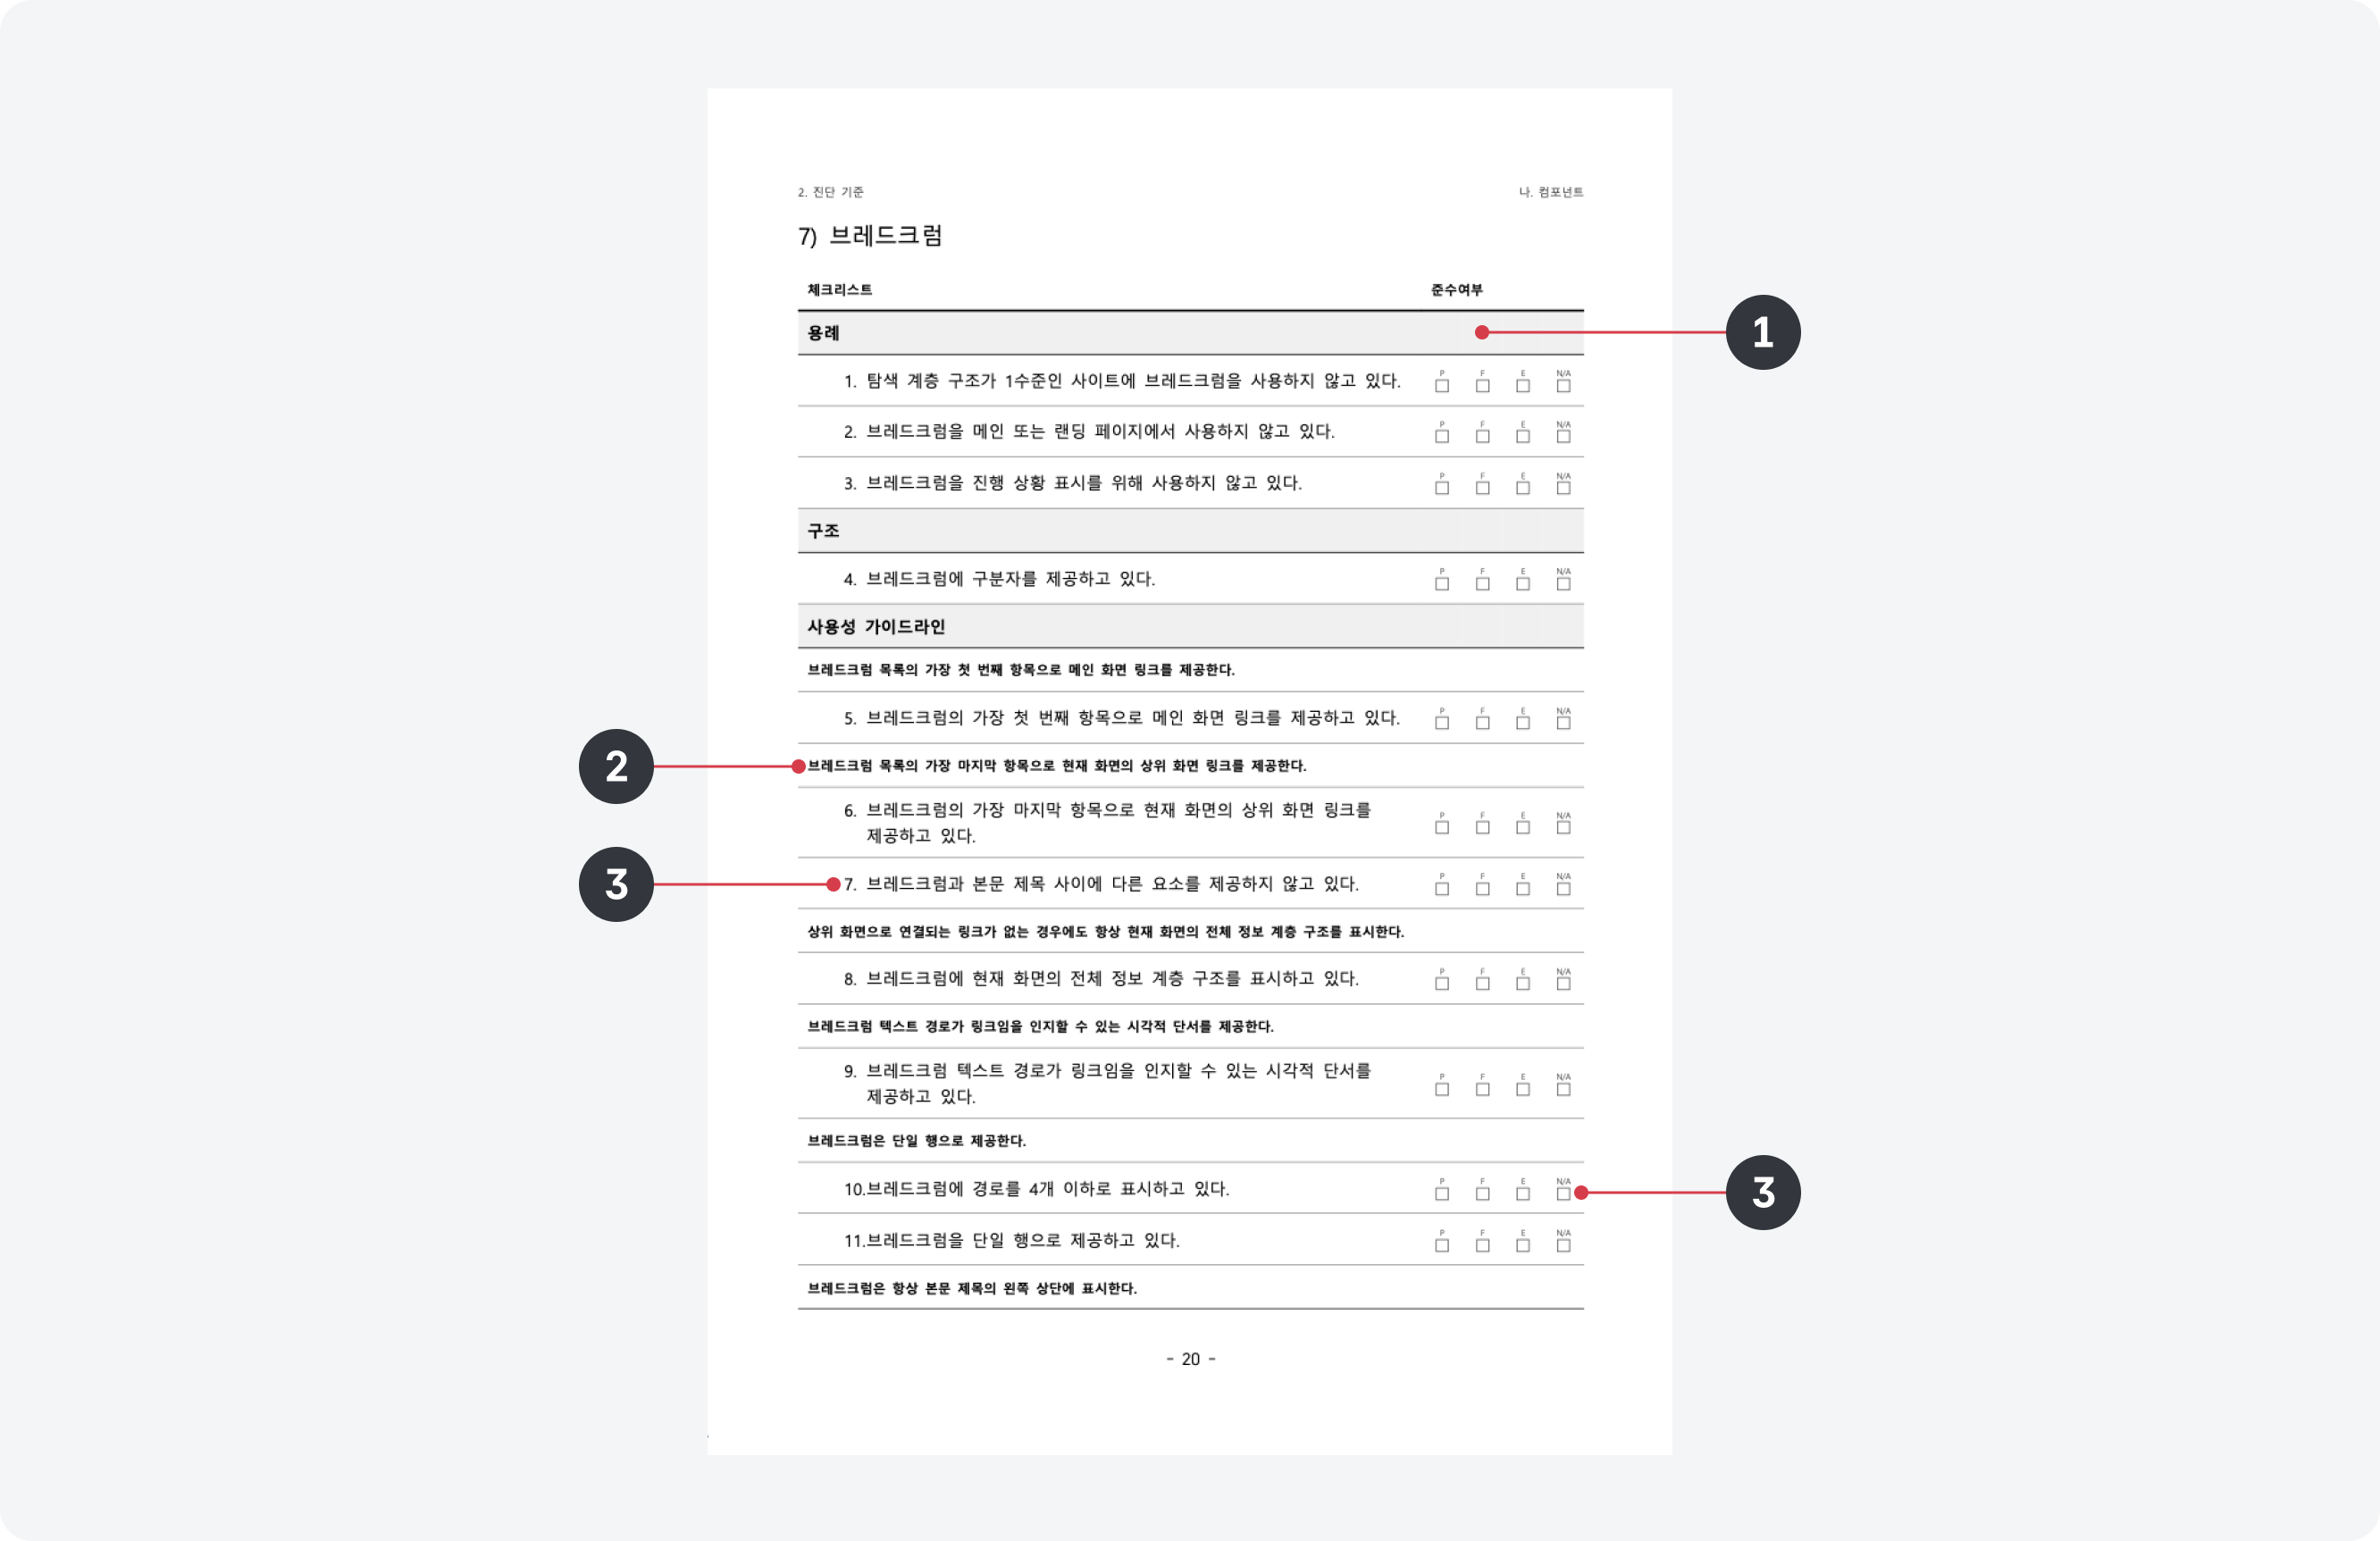 2. 진단 기준
나. 컴포넌트
7) 브레드크럼
체크리스트 준수여부
용례
1
1. 탐색 계층 구조가 1수준인 사이트에 브레드크럼을 사용하지 않고 있다. P F E N/A
2. 브레드크럼을 메인 또는 랜딩 페이지에서 사용하지 않고 있다. P F E N/A
3. 브레드크럼을 진행 상황 표시를 위해 사용하지 않고 있다. P F E N/A
구조
4. 브레드크럼에 구분자를 제공하고 있다. P F E N/A
사용성 가이드라인
브레드크럼 목록의 가장 첫 번째 항목으로 메인 화면 링크를 제공한다.
5. 브레드크럼의 가장 첫 번째 항목으로 메인 화면 링크를 제공하고 있다. P F E N/A
2
브레드크럼 목록의 가장 마지막 항목으로 현재 화면의 상위 화면 링크를 제공한다.
6. 브레드크럼의 가장 마지막 항목으로 현재 화면의 상위 화면 링크를
제공하고 있다. P F E N/A
3
7. 브레드크럼과 본문 제목 사이에 다른 요소를 제공하지 않고 있다. P F E N/A
상위 화면으로 연결되는 링크가 없는 경우에도 항상 현재 화면의 전체 정보 계층 구조를 표시한다.
8. 브레드크럼에 현재 화면의 전체 정보 계층 구조를 표시하고 있다. P F E N/A
브레드크럼 텍스트 경로가 링크임을 인지할 수 있는 시각적 단서를 제공한다.
9. 브레드크럼 텍스트 경로가 링크임을 인지할 수 있는 시각적 단서를
제공하고 있다. P F E N/A
브레드크럼은 단일 행으로 제공한다.
10.브레드크럼에 경로를 4개 이하로 표시하고 있다. P F E N/A
3
11.브레드크럼을 단일 행으로 제공하고 있다. P F E N/A
브레드크럼은 항상 본문 제목의 왼쪽 상단에 표시한다.
- 20 -